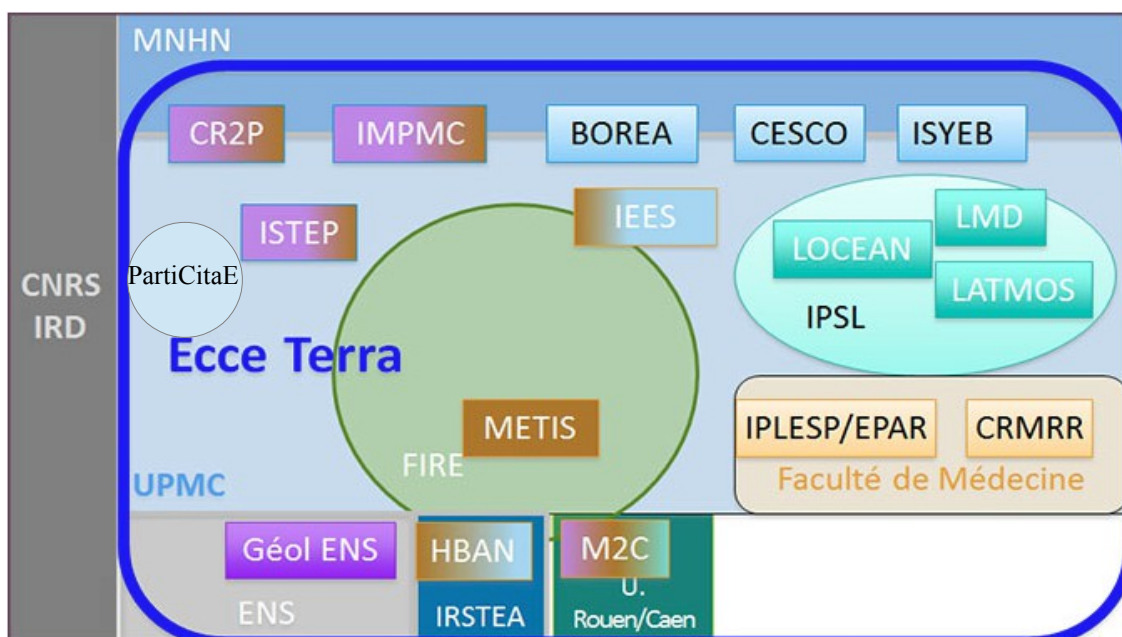 MNHN
CR2P
IMPMC
BOREA
CESCO
ISYEB
ISTEP
IEES
LMD
LOCEAN
LATMOS
IPSL
PartiCitaE
CNRS
IRD
Ecce Terra
METIS
FIRE
IPLESP/EPAR
CRMRR
Faculté de Médecine
UPMC
Géol ENS
HBAN
M2C
ENS
IRSTEA
U.
Rouen/Caen